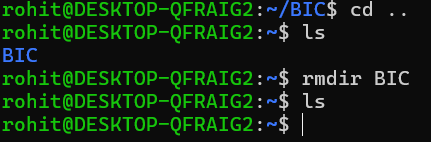 rohit@DESKTOP-QFRAIG2:~/BIC$ cd ..
rohit@DESKTOP-QFRAIG2:~$ ls
BIC
rohit@DESKTOP-QFRAIG2:~$ rmdir BIC
rohit@DESKTOP-QFRAIG2:~$ ls
rohit@DESKTOP-QFRAIG2:~$